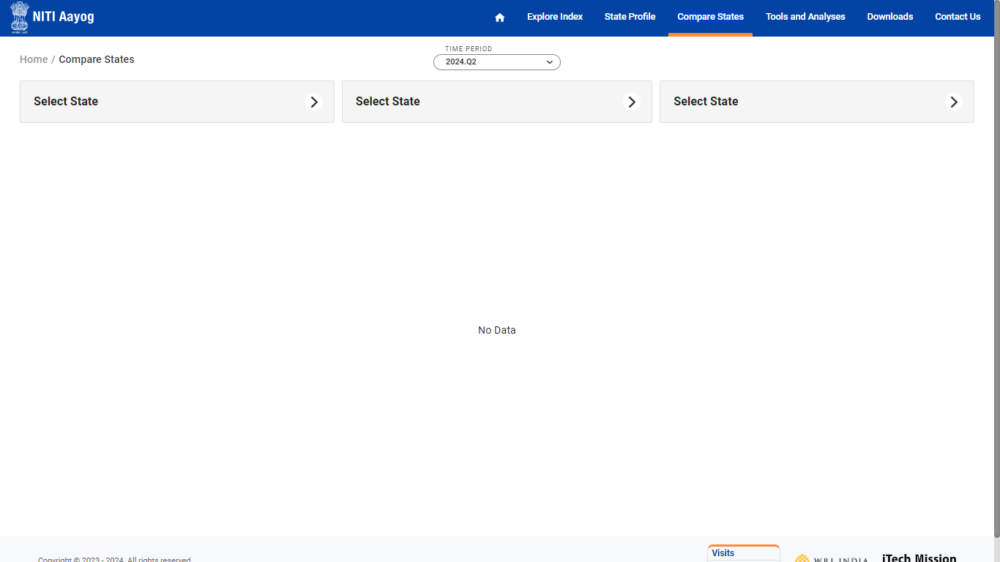 NITI Aayog
Explore Index State Profile Compare States Tools and Analyses Downloads Contact Us
Home / Compare States
TIME PERIOD
2024.Q2
Select State Select State Select State
No Data
Visits
Copyright © 2023 - 2024. All rights reserved
WRI INDIA iTech Mission